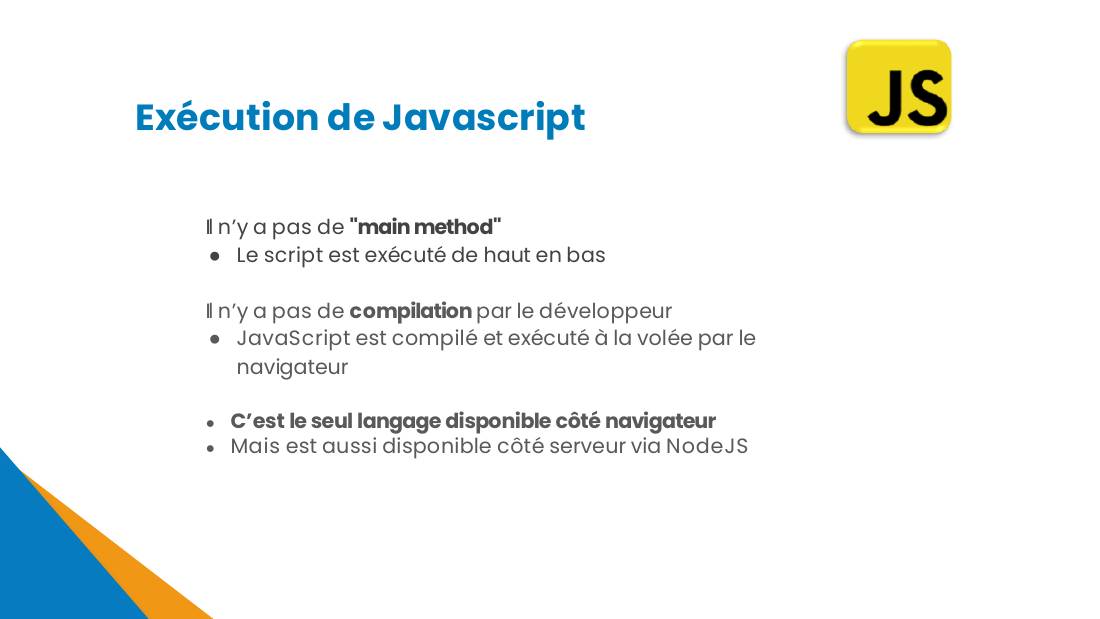 JS
Exécution de Javascript
Il n’y a pas de "main method"
● Le script est exécuté de haut en bas
Il n’y a pas de compilation par le développeur
● JavaScript est compilé et exécuté à la volée par le
navigateur
● C’est le seul langage disponible côté navigateur
● Mais est aussi disponible côté serveur via NodeJS